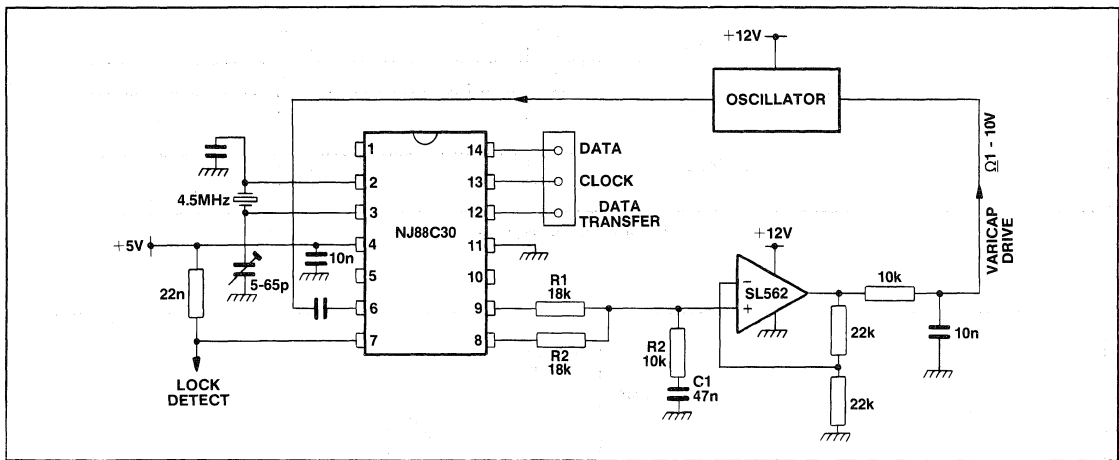 +12V
OSCILLATOR
Ω1 - 10V
VARICAP
DRIVE
1
14
DATA
2
13
CLOCK
4.5MHz
3
12
DATA
TRANSFER
NJ88C30
+5V
4
11
10n
5
10
5-65p
22n
6
9
R1
18k
7
8
R2
18k
LOCK
DETECT
R2
10k
C1
47n
+12V
SL562
−
+
10k
22k
10n
22k